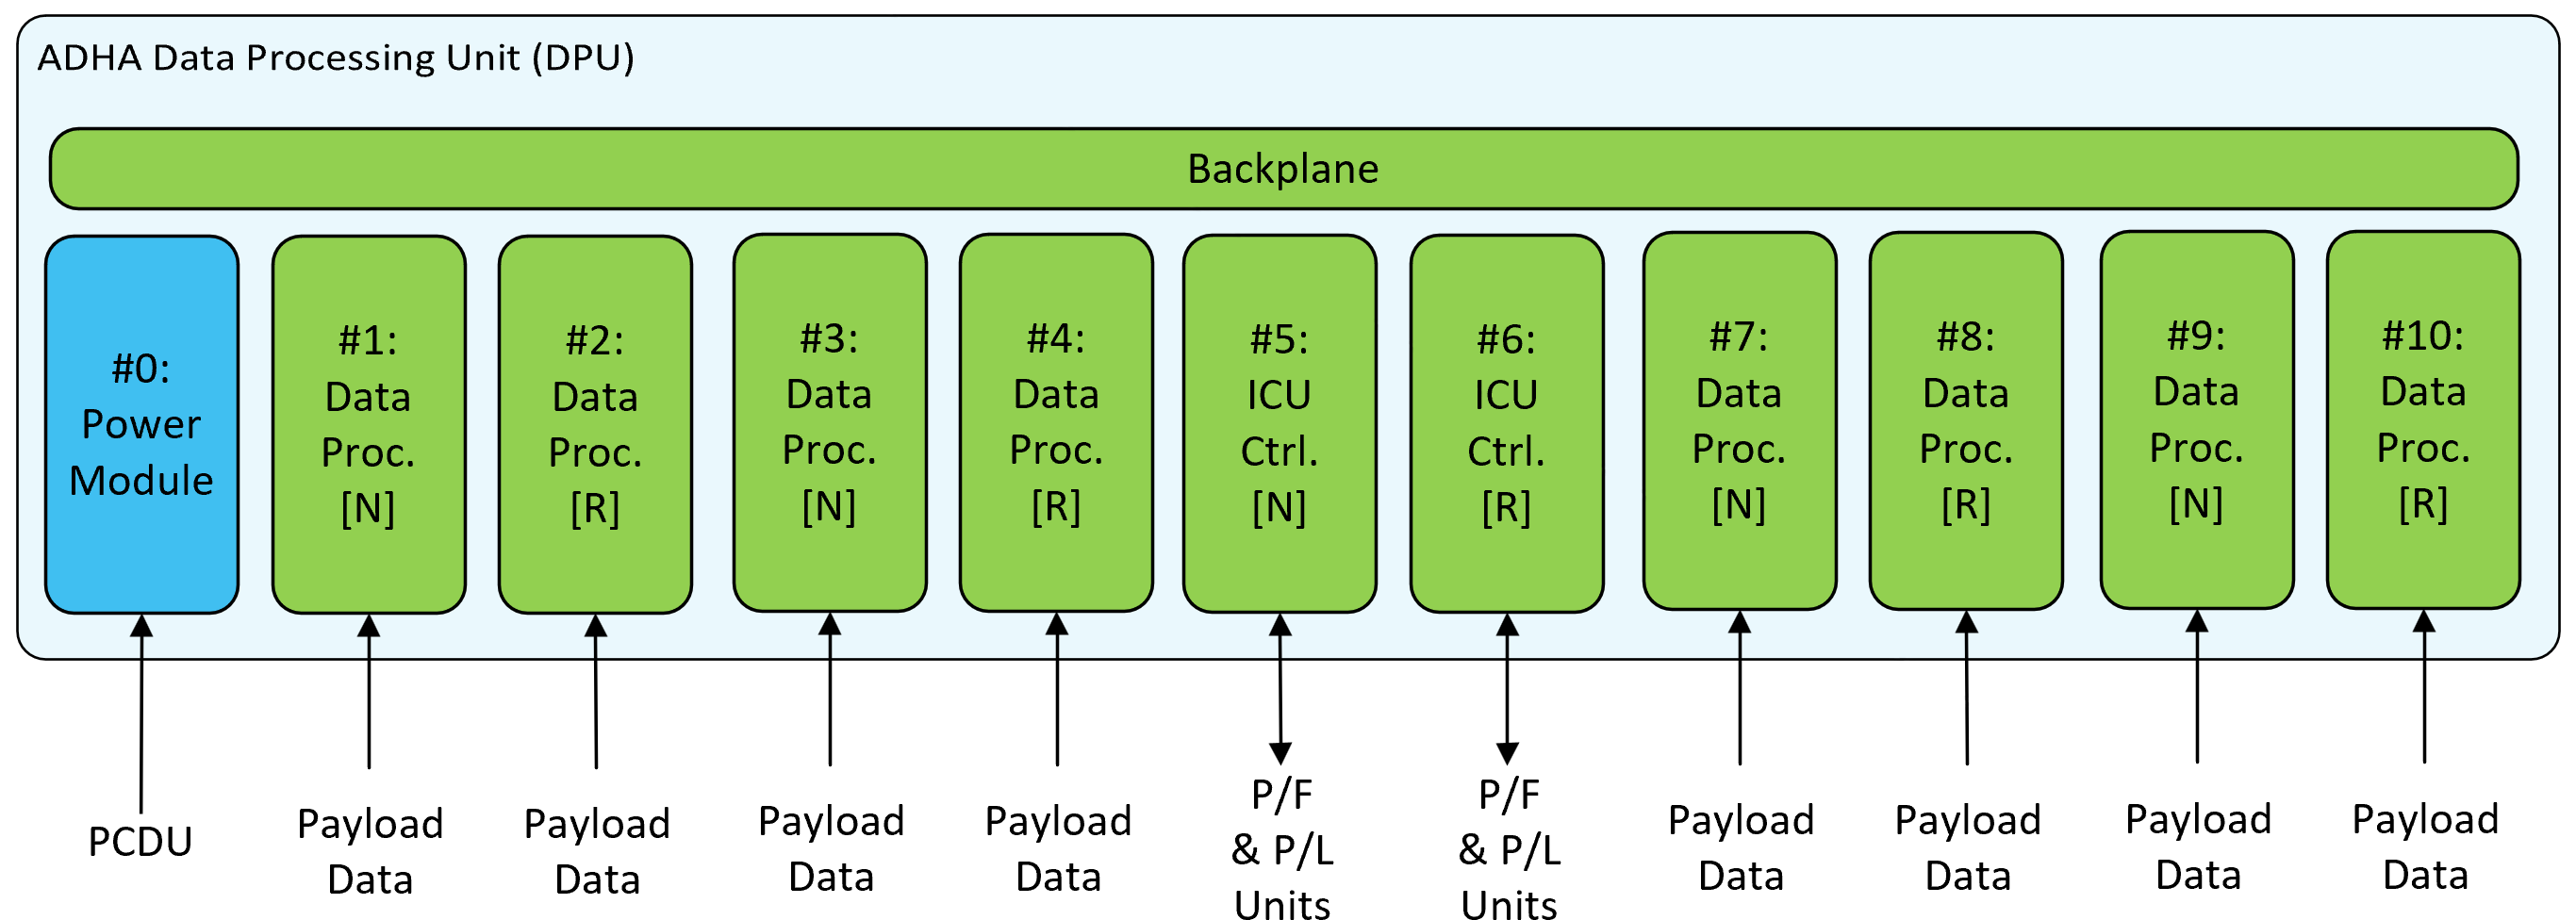 ADHA Data Processing Unit (DPU)
Backplane
#0:
Power
Module
#1:
Data
Proc.
[N]
#2:
Data
Proc.
[R]
#3:
Data
Proc.
[N]
#4:
Data
Proc.
[R]
#5:
ICU
Ctrl.
[N]
#6:
ICU
Ctrl.
[R]
#7:
Data
Proc.
[N]
#8:
Data
Proc.
[R]
#9:
Data
Proc.
[N]
#10:
Data
Proc.
[R]
PCDU
Payload
Data
Payload
Data
Payload
Data
Payload
Data
P/F
& P/L
Units
P/F
& P/L
Units
Payload
Data
Payload
Data
Payload
Data
Payload
Data